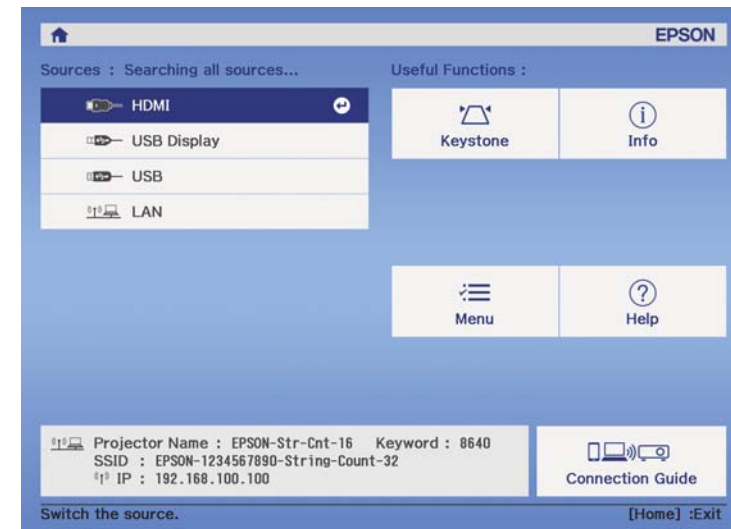 EPSON
Sources : Searching all sources...
Useful Functions :
HDMI
USB Display
USB
LAN
Keystone
Info
Menu
Help
Projector Name : EPSON-Str-Cnt-16 Keyword : 8640
SSID : EPSON-1234567890-String-Count-32
IP : 192.168.100.100
Connection Guide
Switch the source.
[Home] :Exit